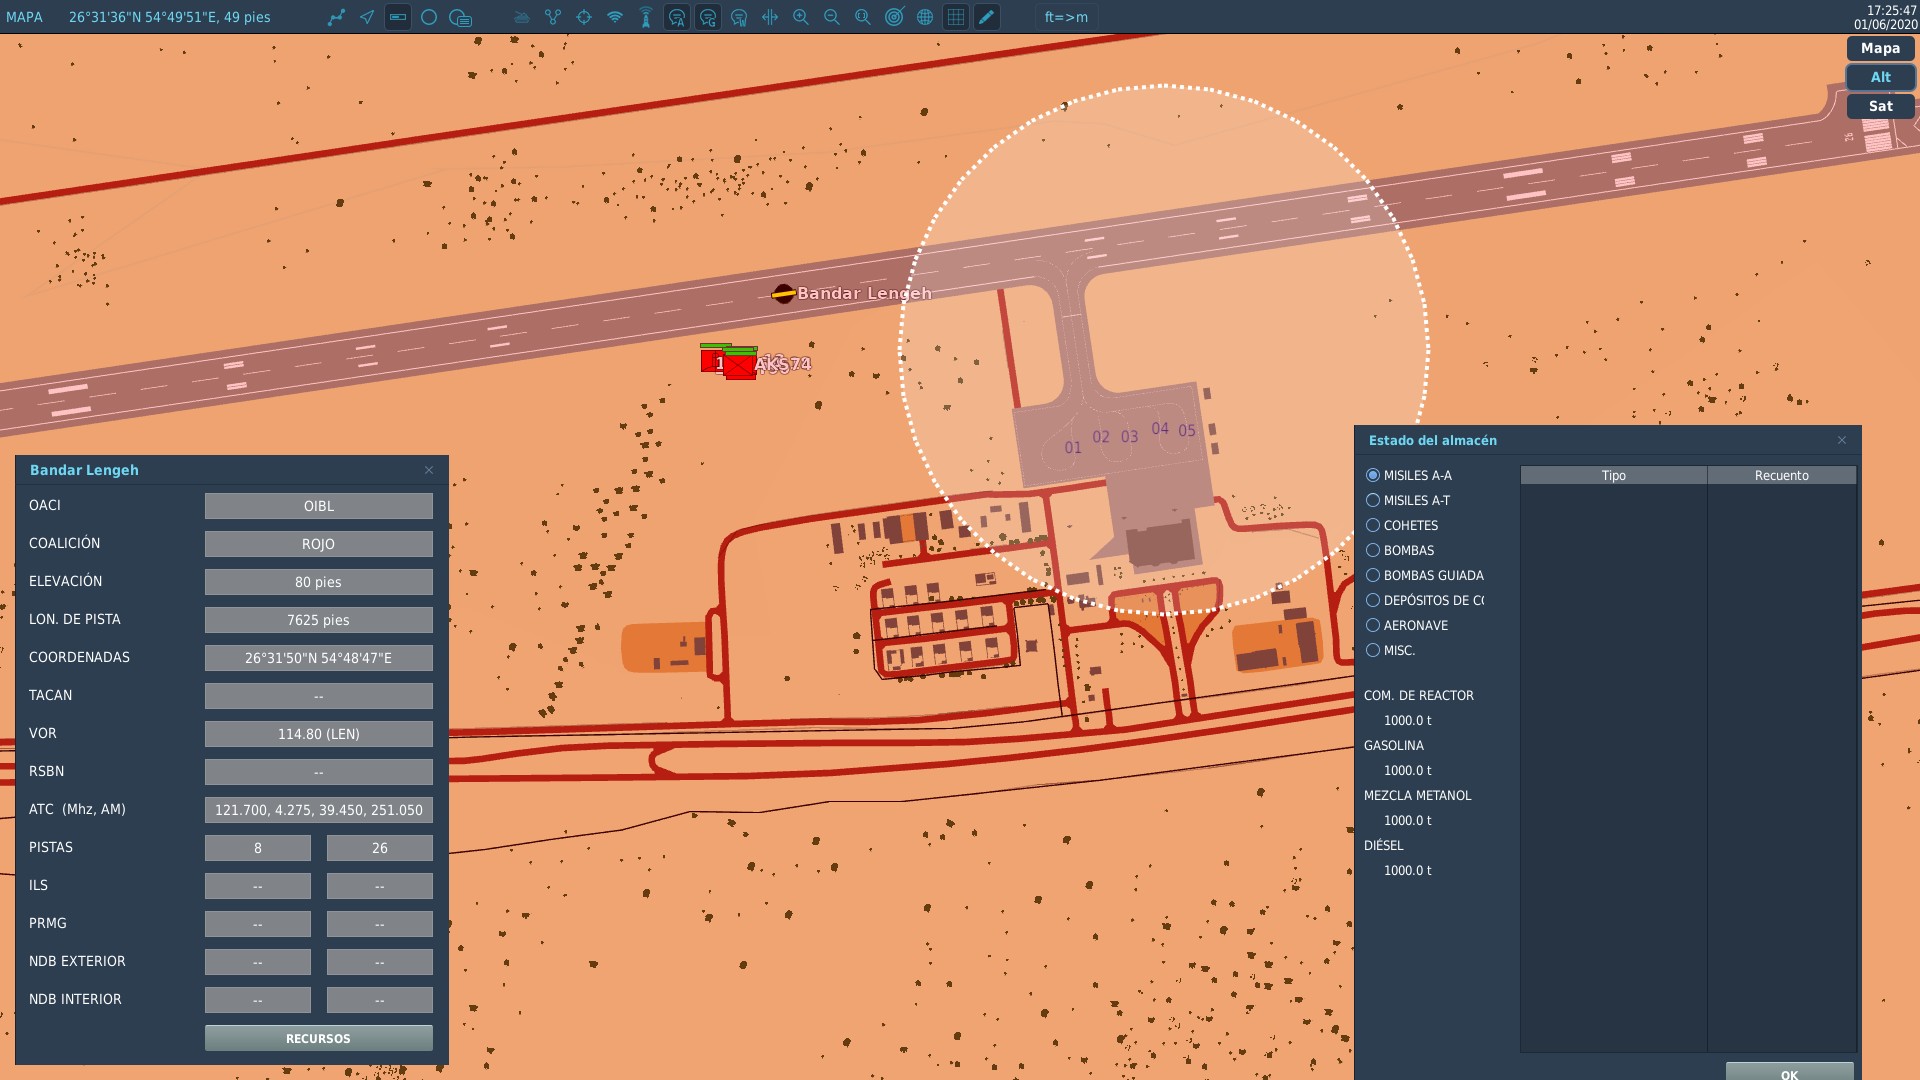 MAPA 26°31'36"N 54°49'51"E, 49 pies
ft=>m
17:25:47
01/06/2020
Mapa
Alt
Sat
26
Bandar Lengeh
01 02 03 04 05
Bandar Lengeh
OACI OIBL
COALICIÓN ROJO
ELEVACIÓN 80 pies
LON. DE PISTA 7625 pies
COORDENADAS 26°31'50"N 54°48'47"E
TACAN --
VOR 114.80 (LEN)
RSBN --
ATC (Mhz, AM) 121.700, 4.275, 39.450, 251.050
PISTAS 8 26
ILS -- --
PRMG -- --
NDB EXTERIOR -- --
NDB INTERIOR -- --
RECURSOS
Estado del almacén
MISILES A-A
MISILES A-T
COHETES
BOMBAS
BOMBAS GUIADA
DEPÓSITOS DE CO
AERONAVE
MISC.
COM. DE REACTOR
1000.0 t
GASOLINA
1000.0 t
MEZCLA METANOL
1000.0 t
DIÉSEL
1000.0 t
Tipo Recuento
OK